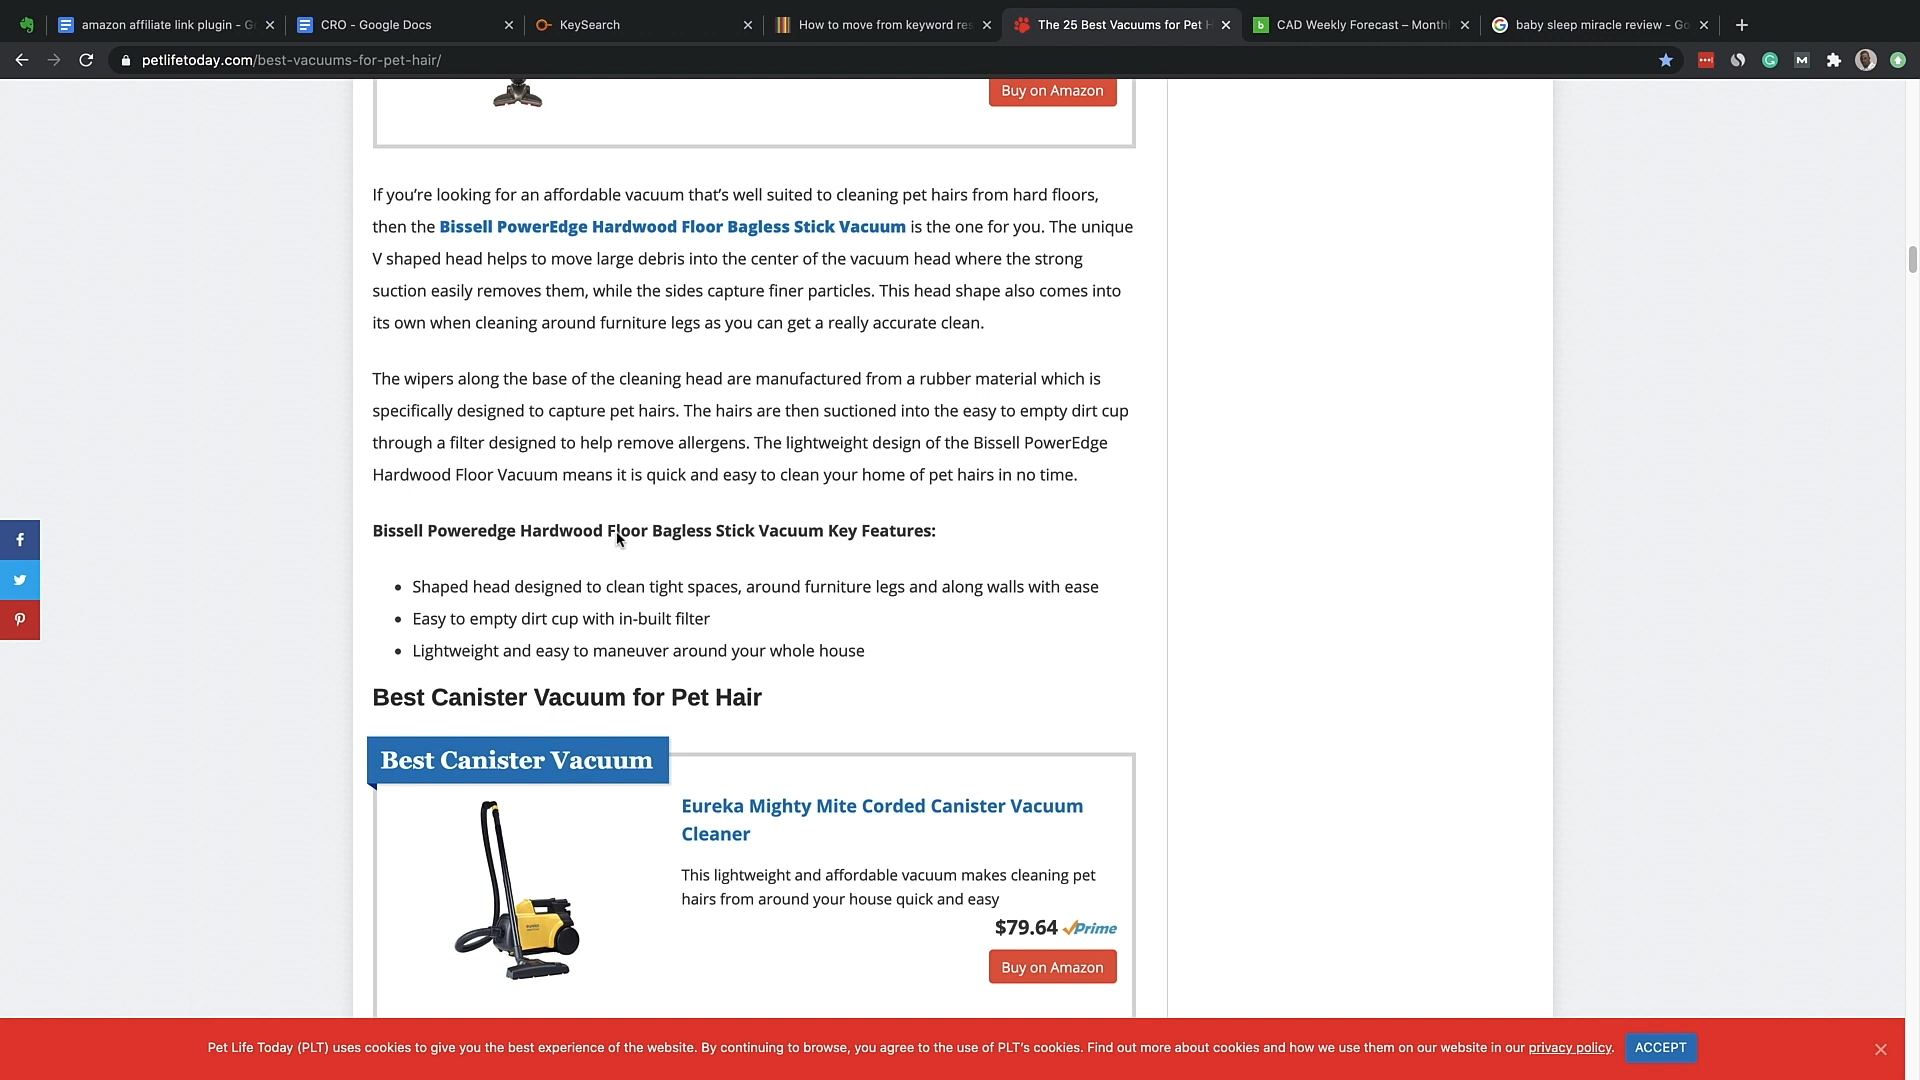 amazon affiliate link plugin - G
CRO - Google Docs
KeySearch
How to move from keyword res
The 25 Best Vacuums for Pet H
CAD Weekly Forecast – Month
baby sleep miracle review - Go
petlifetoday.com/best-vacuums-for-pet-hair/
Buy on Amazon
If you’re looking for an affordable vacuum that’s well suited to cleaning pet hairs from hard floors,
then the Bissell PowerEdge Hardwood Floor Bagless Stick Vacuum is the one for you. The unique
V shaped head helps to move large debris into the center of the vacuum head where the strong
suction easily removes them, while the sides capture finer particles. This head shape also comes into
its own when cleaning around furniture legs as you can get a really accurate clean.
The wipers along the base of the cleaning head are manufactured from a rubber material which is
specifically designed to capture pet hairs. The hairs are then suctioned into the easy to empty dirt cup
through a filter designed to help remove allergens. The lightweight design of the Bissell PowerEdge
Hardwood Floor Vacuum means it is quick and easy to clean your home of pet hairs in no time.
Bissell Poweredge Hardwood Floor Bagless Stick Vacuum Key Features:
• Shaped head designed to clean tight spaces, around furniture legs and along walls with ease
• Easy to empty dirt cup with in-built filter
• Lightweight and easy to maneuver around your whole house
Best Canister Vacuum for Pet Hair
Best Canister Vacuum
Eureka Mighty Mite Corded Canister Vacuum
Cleaner
This lightweight and affordable vacuum makes cleaning pet
hairs from around your house quick and easy
$79.64 Prime
Buy on Amazon
Pet Life Today (PLT) uses cookies to give you the best experience of the website. By continuing to browse, you agree to the use of PLT’s cookies. Find out more about cookies and how we use them on our website in our privacy policy. ACCEPT